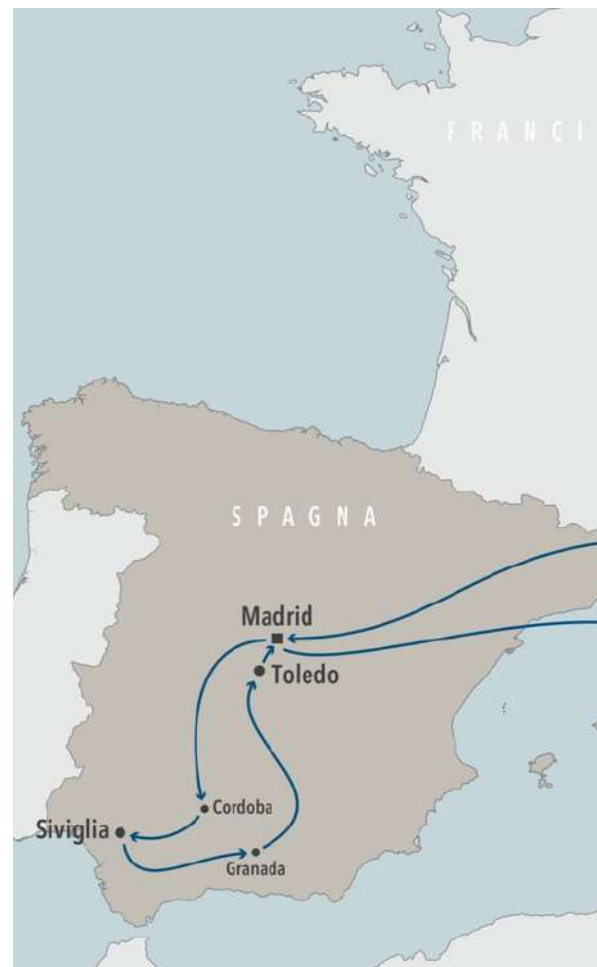 FRANCI
SPAGNA
Madrid
Toledo
Cordoba
Siviglia
Granada